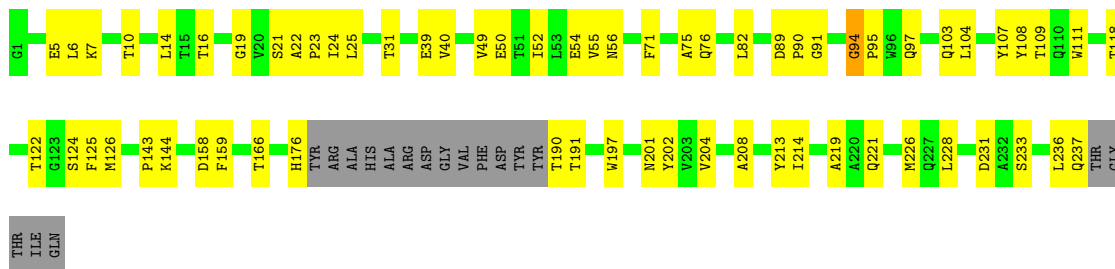 G1 E5 L6 K7 T10 L14 T15 T16 G19 V20 S21 A22 P23 I24 L25 T31 E39 V40 V49 E50 T51 I52 L53 E54 V55 N56 F71 A75 Q76 L82 D89 P90 G91 G94 P95 W96 Q97 Q103 L104 Y107 Y108 T109 Q110 W111 T118
T122 G123 S124 F125 M126 P143 K144 D158 F159 T166 H176 TYR ARG ALA HIS ALA ARG ASP GLY VAL PHE ASP TYR TYR T190 T191 W197 N201 Y202 V203 V204 A208 Y213 I214 A219 A220 Q221 M226 Q227 L228 D231 A232 S233 L236 Q237 THR GLY
THR ILE GLN